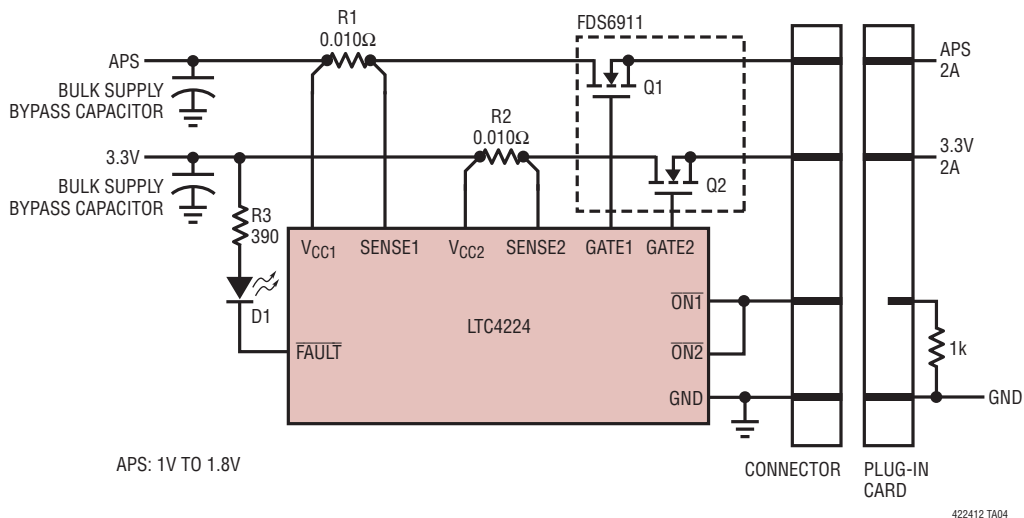 R1
0.010Ω
FDS6911
APS
BULK SUPPLY
BYPASS CAPACITOR
Q1
APS
2A
R2
0.010Ω
3.3V
BULK SUPPLY
BYPASS CAPACITOR
Q2
3.3V
2A
R3
390
VCC1
SENSE1
VCC2
SENSE2
GATE1
GATE2
D1
LTC4224
ON1
FAULT
ON2
1k
GND
GND
APS: 1V TO 1.8V
CONNECTOR
PLUG-IN
CARD
422412 TA04